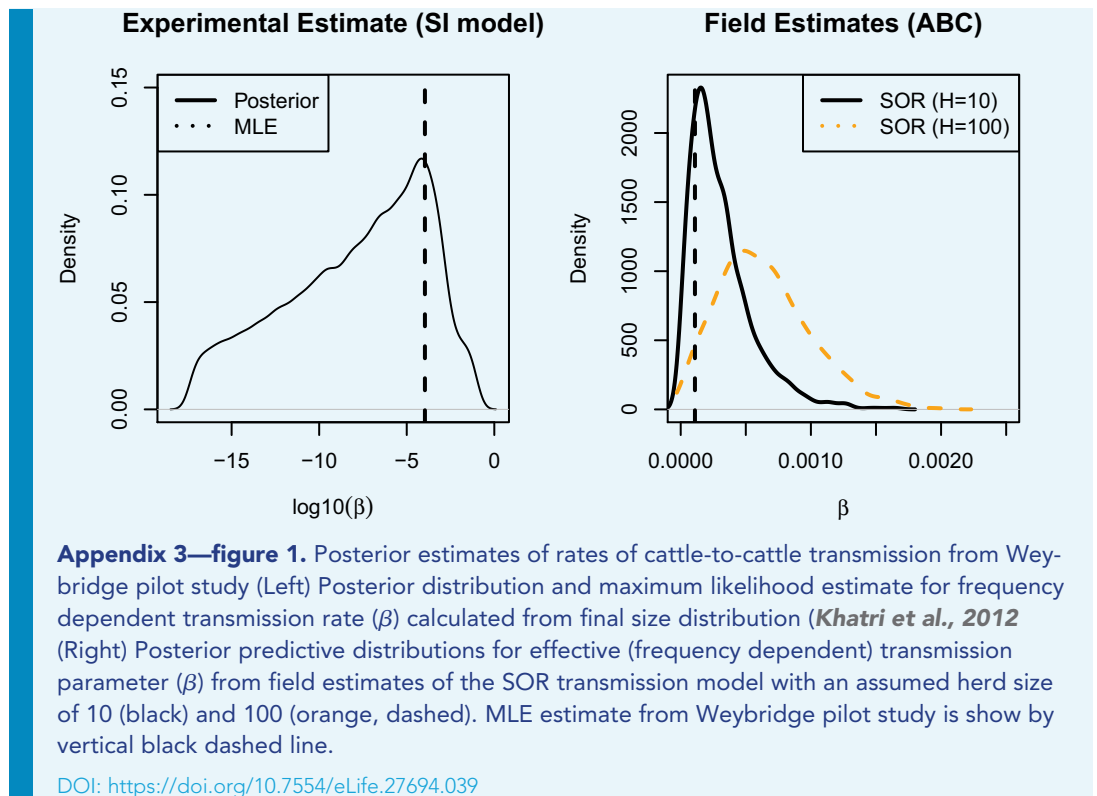 Experimental Estimate (SI model)
Posterior
MLE
Density
0.00
0.05
0.10
0.15
−15
−10
−5
0
log10(β)
Field Estimates (ABC)
SOR (H=10)
SOR (H=100)
Density
0
500
1000
1500
2000
0.0000
0.0010
0.0020
β
Appendix 3—figure 1. Posterior estimates of rates of cattle-to-cattle transmission from Wey-
bridge pilot study (Left) Posterior distribution and maximum likelihood estimate for frequency
dependent transmission rate (β) calculated from final size distribution (Khatri et al., 2012
(Right) Posterior predictive distributions for effective (frequency dependent) transmission
parameter (β) from field estimates of the SOR transmission model with an assumed herd size
of 10 (black) and 100 (orange, dashed). MLE estimate from Weybridge pilot study is show by
vertical black dashed line.
DOI: https://doi.org/10.7554/eLife.27694.039